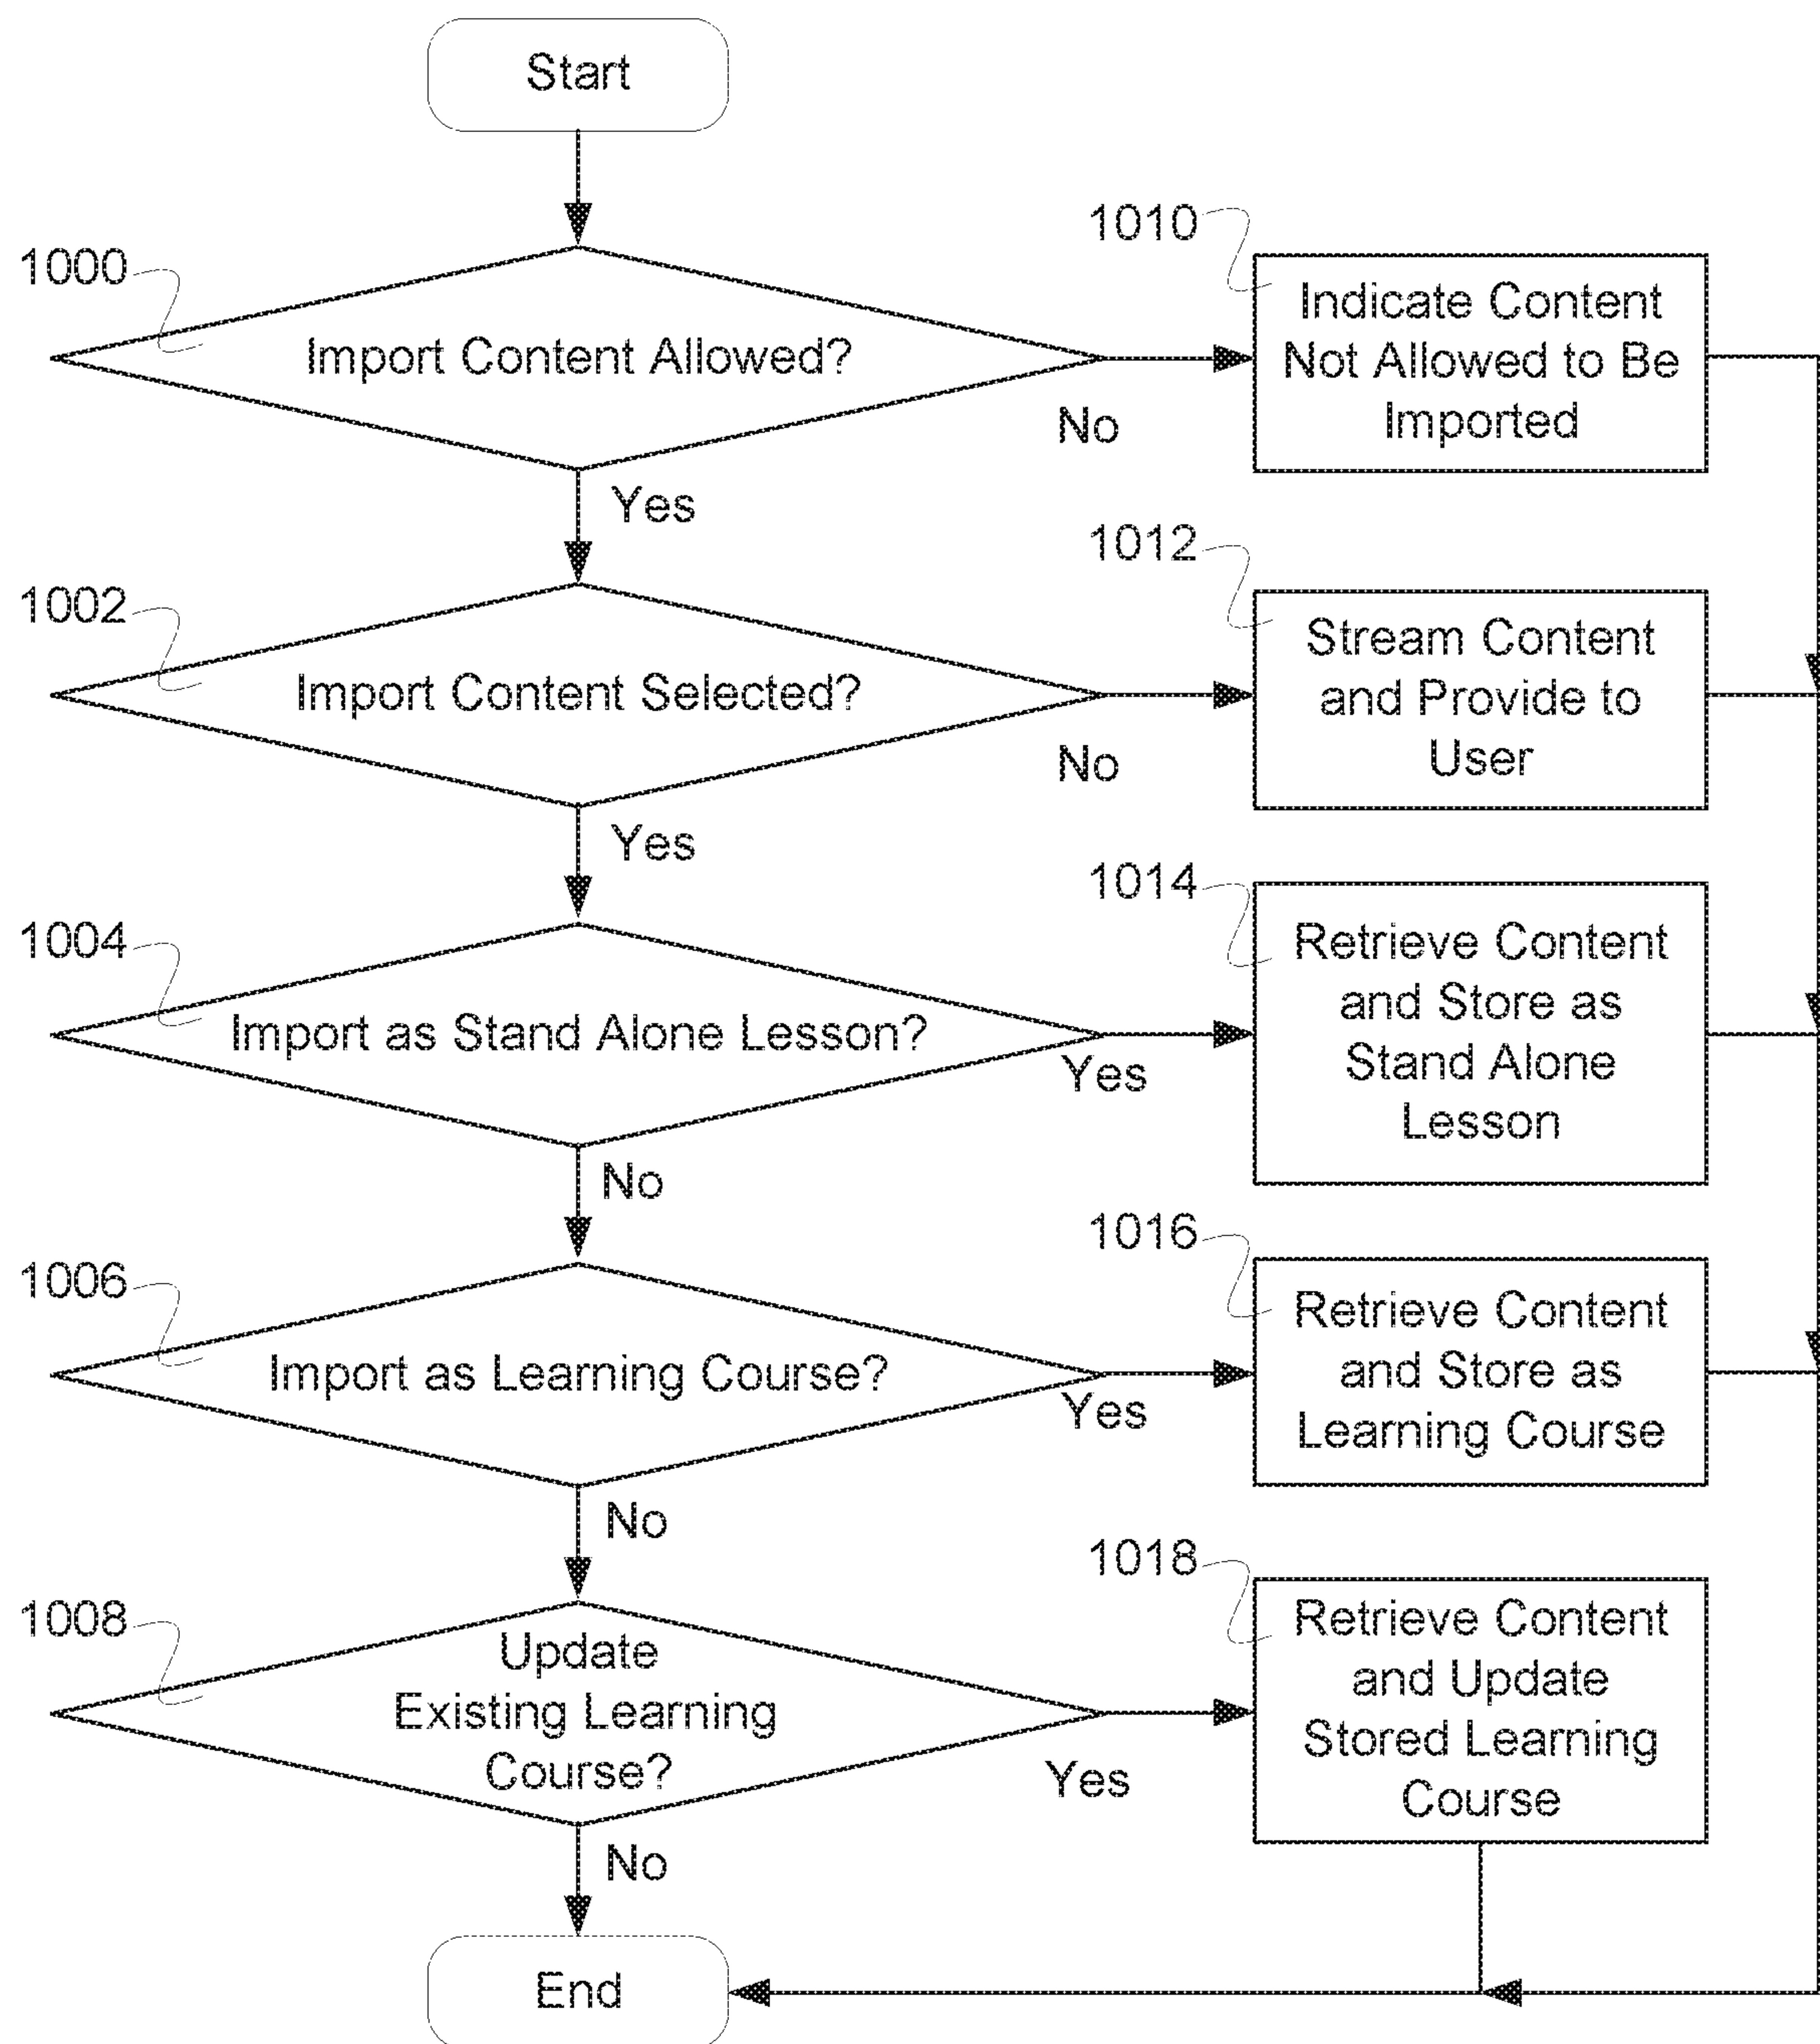 Start
1000
Import Content Allowed?
No
Yes
1010
Indicate Content
Not Allowed to Be
Imported
1002
Import Content Selected?
No
Yes
1012
Stream Content
and Provide to
User
1004
Import as Stand Alone Lesson?
Yes
No
1014
Retrieve Content
and Store as
Stand Alone
Lesson
1006
Import as Learning Course?
Yes
No
1016
Retrieve Content
and Store as
Learning Course
1008
Update
Existing Learning
Course?
Yes
No
1018
Retrieve Content
and Update
Stored Learning
Course
End